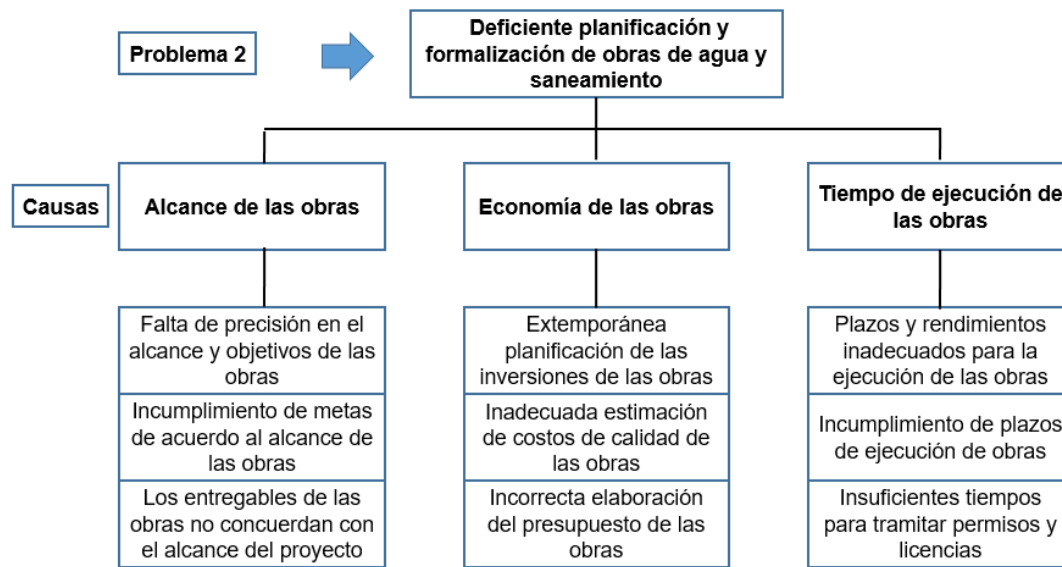 Problema 2
Deficiente planificación y
formalización de obras de agua y
saneamiento
Causas
Alcance de las obras
Economía de las obras
Tiempo de ejecución de
las obras
Falta de precisión en el
alcance y objetivos de las
obras
Incumplimiento de metas
de acuerdo al alcance de
las obras
Los entregables de las
obras no concuerdan con
el alcance del proyecto
Extemporánea
planificación de las
inversiones de las obras
Inadecuada estimación
de costos de calidad de
las obras
Incorrecta elaboración
del presupuesto de las
obras
Plazos y rendimientos
inadecuados para la
ejecución de las obras
Incumplimiento de plazos
de ejecución de obras
Insuficientes tiempos
para tramitar permisos y
licencias